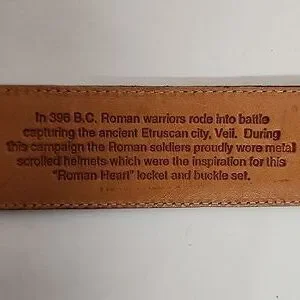 In 396 B.C. Roman warriors rode into battle
capturing the ancient Etruscan city, Veii. During
this campaign the Roman soldiers proudly wore metal
scrolled helmets which were the inspiration for this
"Roman Heart" locket and buckle set.